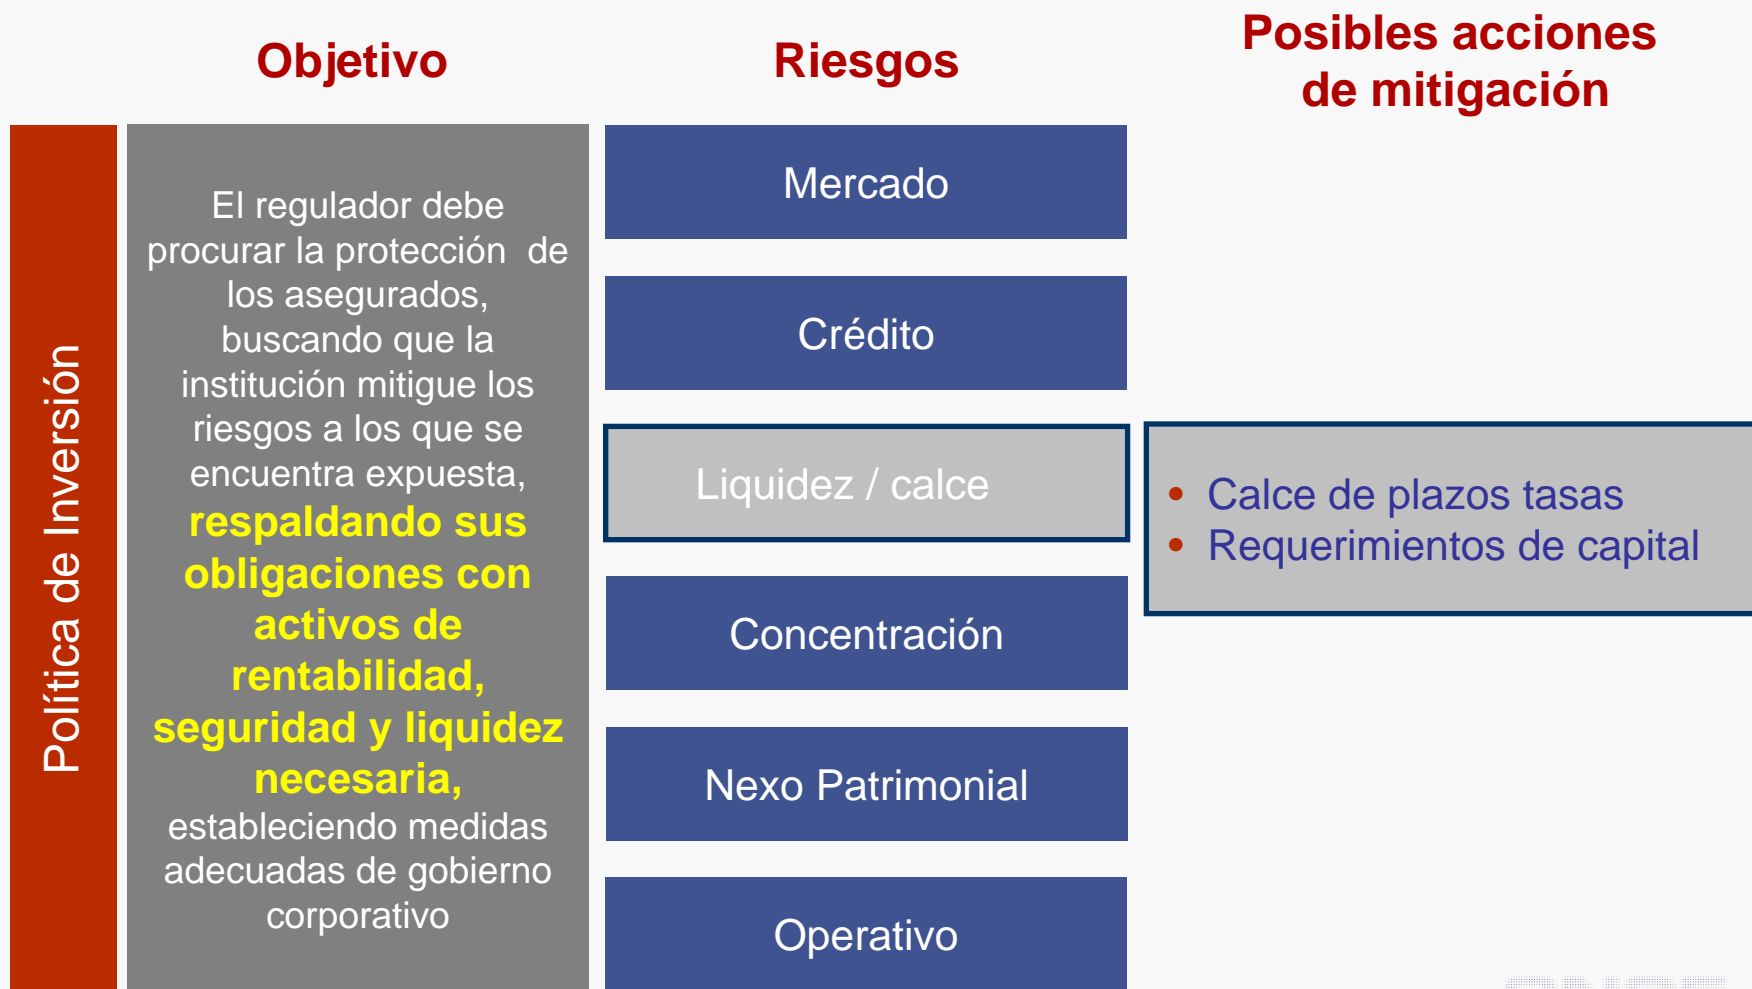 Objetivo
Riesgos
Posibles acciones
de mitigación
Política de Inversión
El regulador debe
procurar la protección  de
los asegurados,
buscando que la
institución mitigue los
riesgos a los que se
encuentra expuesta,
respaldando sus
obligaciones con
activos de
rentabilidad,
seguridad y liquidez
necesaria,
estableciendo medidas
adecuadas de gobierno
corporativo
Mercado
Crédito
Liquidez / calce
Concentración
Nexo Patrimonial
Operativo
• Calce de plazos tasas
• Requerimientos de capital